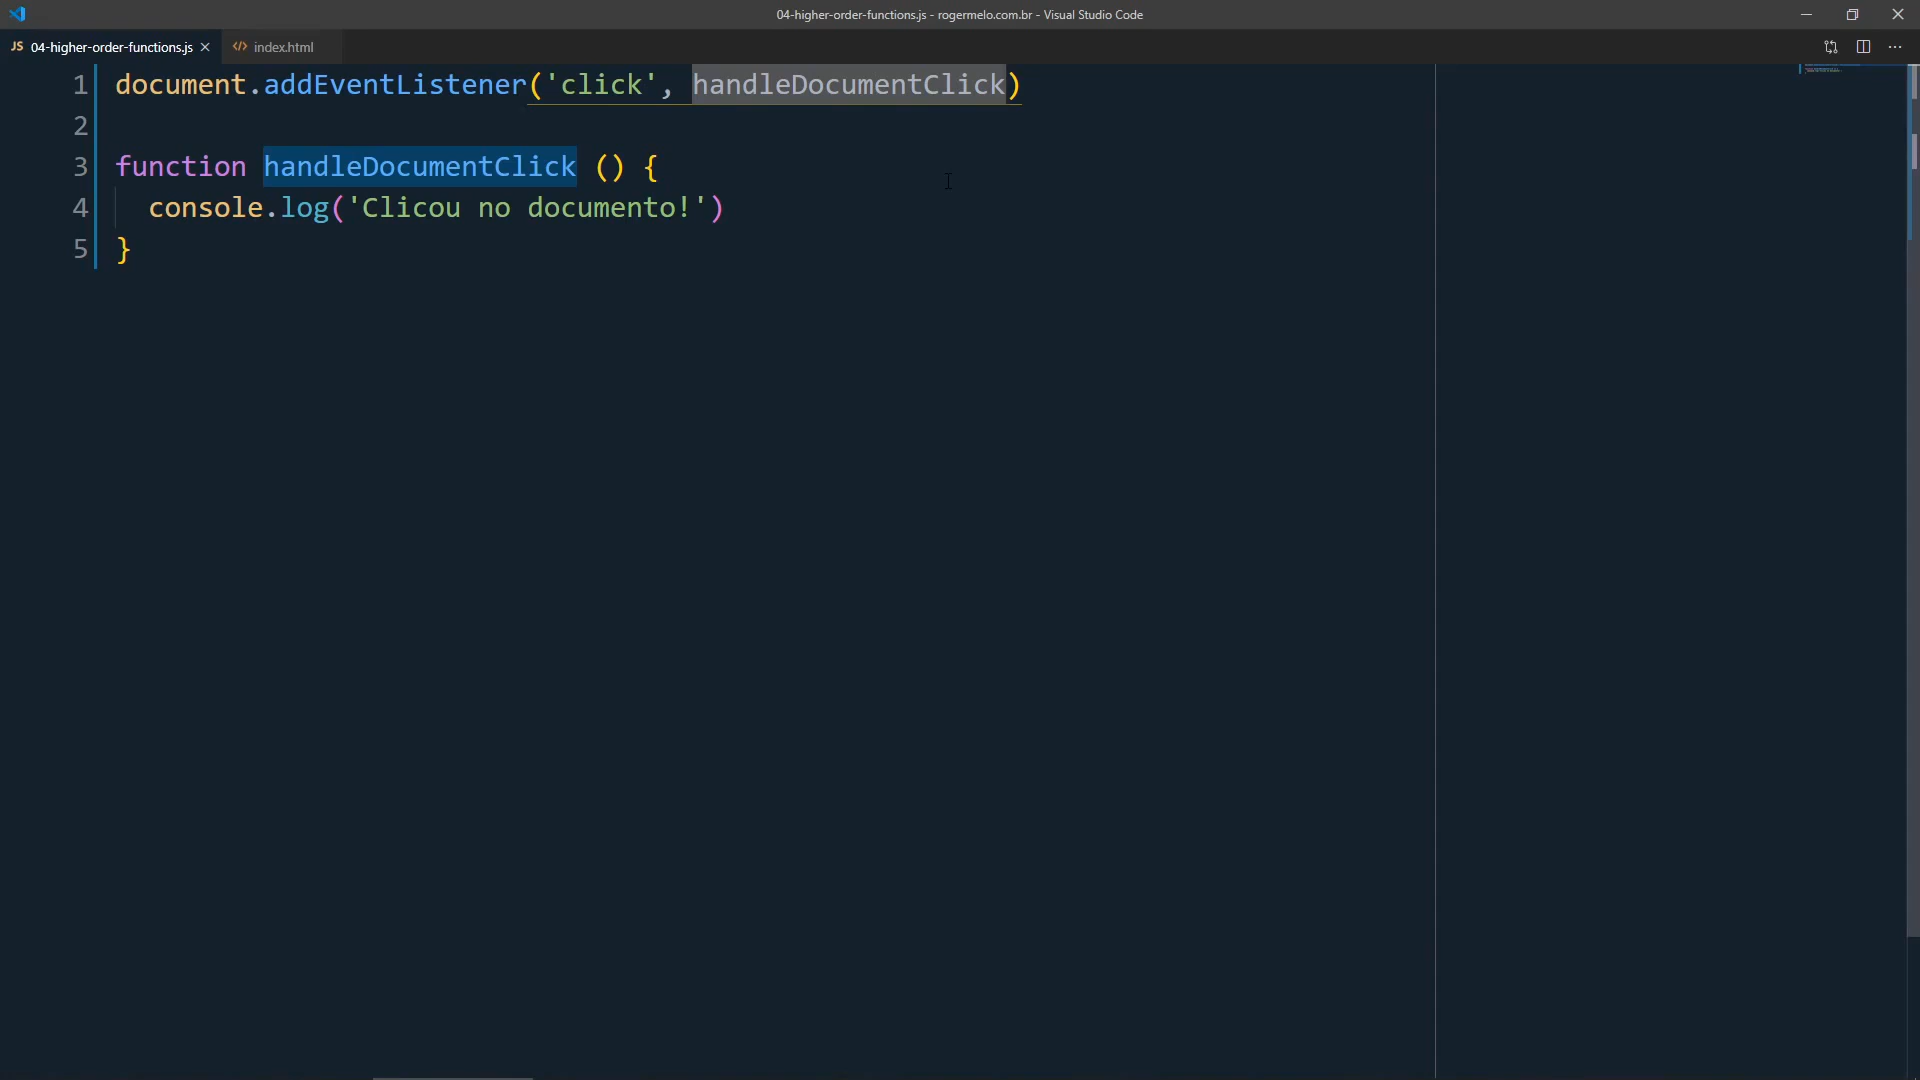 04-higher-order-functions.js - rogermelo.com.br - Visual Studio Code
JS 04-higher-order-functions.js
index.html
1 document.addEventListener('click', handleDocumentClick)
2
3 function handleDocumentClick () {
4 console.log('Clicou no documento!')
5 }